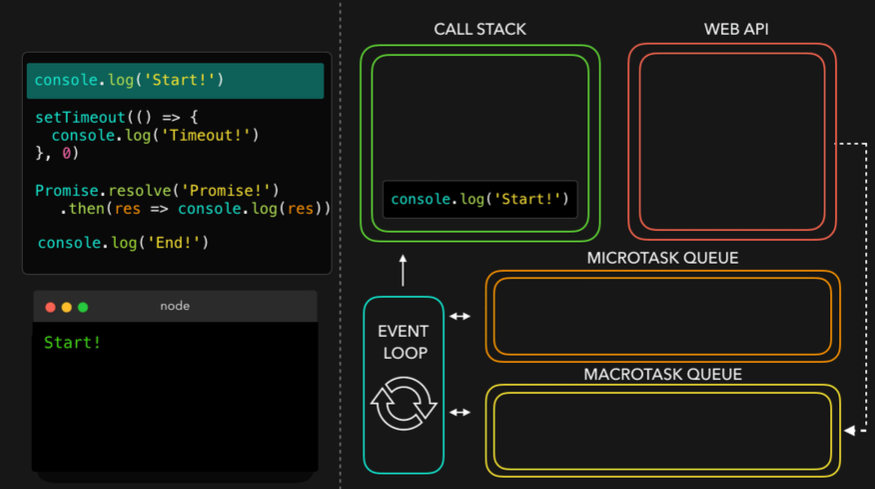 console.log('Start!')
setTimeout(() => {
  console.log('Timeout!')
}, 0)
Promise.resolve('Promise!')
  .then(res => console.log(res))
console.log('End!')
node
Start!
CALL STACK
console.log('Start!')
WEB API
MICROTASK QUEUE
EVENT
LOOP
MACROTASK QUEUE